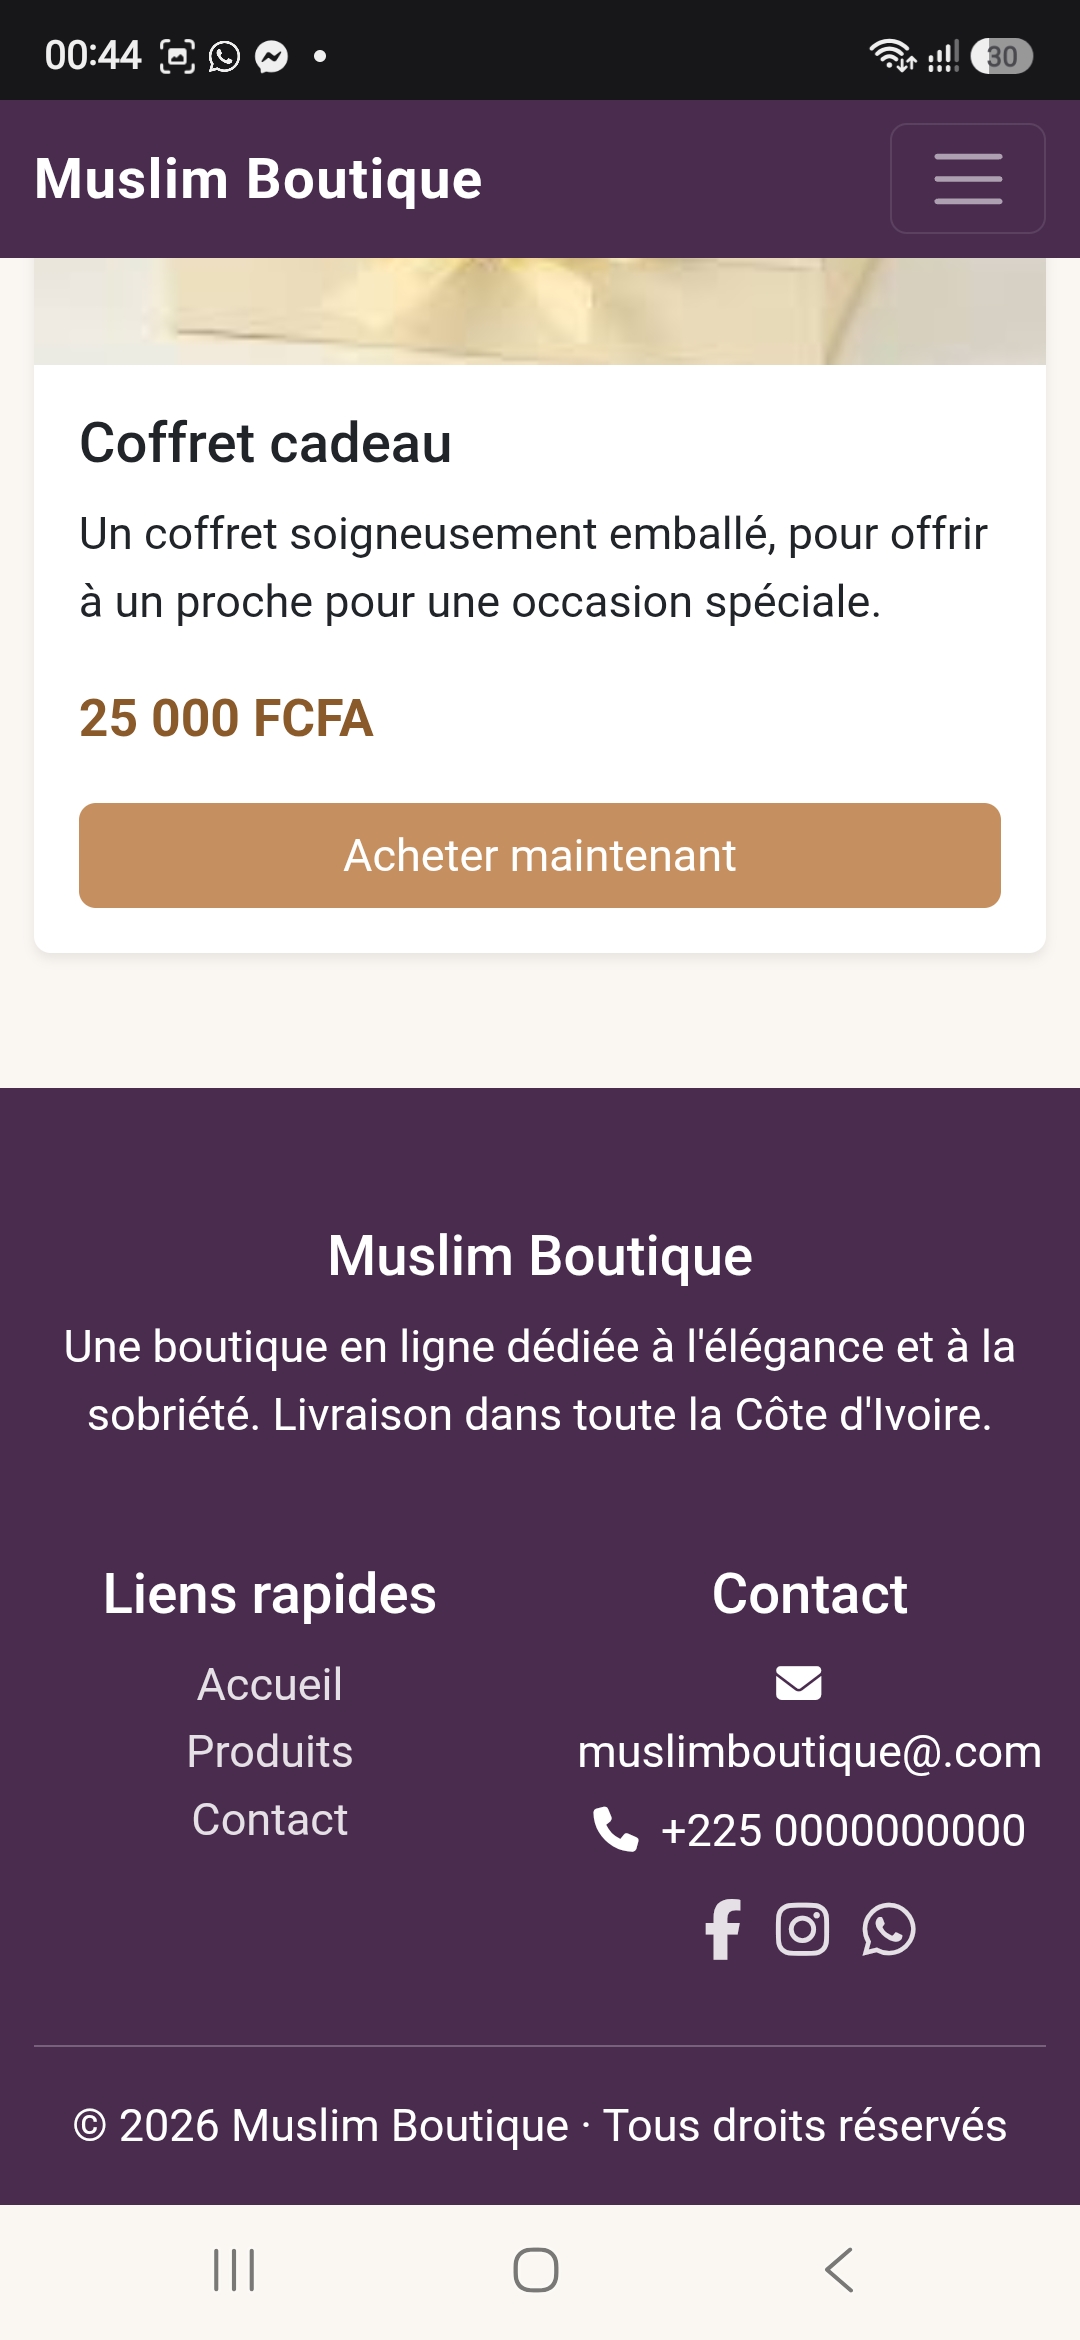 00:44
30
Muslim Boutique
Coffret cadeau
Un coffret soigneusement emballé, pour offrir
à un proche pour une occasion spéciale.
25 000 FCFA
Acheter maintenant
Muslim Boutique
Une boutique en ligne dédiée à l'élégance et à la
sobriété. Livraison dans toute la Côte d'Ivoire.
Liens rapides
Accueil
Produits
Contact
Contact
muslimboutique@.com
+225 0000000000
© 2026 Muslim Boutique · Tous droits réservés